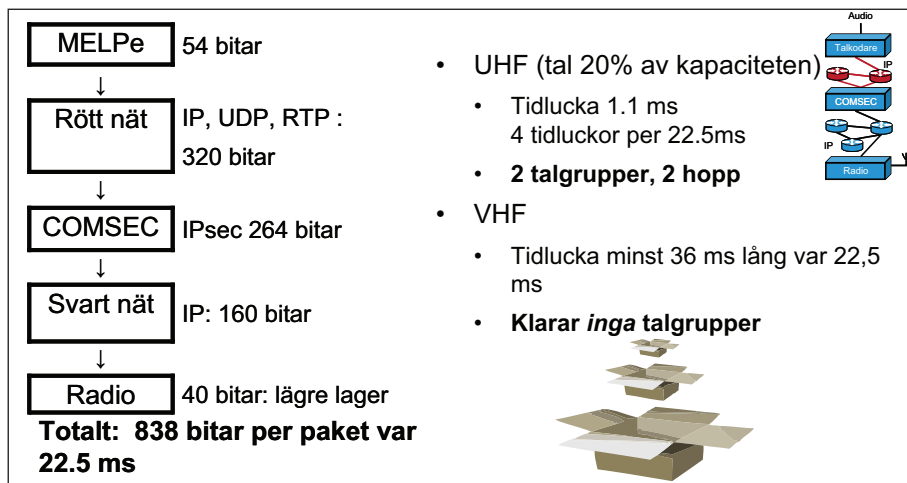 MELPe
54 bitar
↓
Rött nät
IP, UDP, RTP :
320 bitar
↓
COMSEC
IPsec 264 bitar
↓
Svart nät
IP: 160 bitar
↓
Radio
40 bitar: lägre lager
Totalt: 838 bitar per paket var
22.5 ms
• UHF (tal 20% av kapaciteten)
• Tidlucka 1.1 ms
4 tidluckor per 22.5ms
• 2 talgrupper, 2 hopp
• VHF
• Tidlucka minst 36 ms lång var 22,5
ms
• Klarar inga talgrupper
Audio
Talkodare
IP
COMSEC
IP
Radio